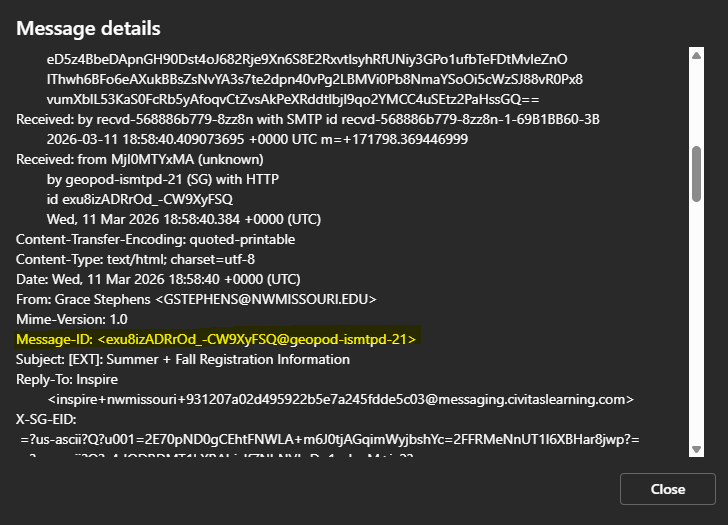 Message details
eD5z4BbeDApnGH90Dst4oJ682Rje9Xn6S8E2RxvtIsyhRfUNiy3GPo1ufbTeFDtMvIeZnO
IThwh6BFo6eAXukBBsZsNvYA3s7te2dpn40vPg2LBMVi0Pb8NmaYSoOi5cWzSJ88vR0Px8
vumXbIL53KaS0FcRb5yAfoqvCtZvsAkPeXRddtIbjI9qo2YMCC4uSEtz2PaHssGQ==
Received: by recvd-568886b779-8zz8n with SMTP id recvd-568886b779-8zz8n-1-69B1BB60-3B
2026-03-11 18:58:40.409073695 +0000 UTC m=+171798.369446999
Received: from MjI0MTYxMA (unknown)
by geopod-ismtpd-21 (SG) with HTTP
id exu8izADRrOd_-CW9XyFSQ
Wed, 11 Mar 2026 18:58:40.384 +0000 (UTC)
Content-Transfer-Encoding: quoted-printable
Content-Type: text/html; charset=utf-8
Date: Wed, 11 Mar 2026 18:58:40 +0000 (UTC)
From: Grace Stephens <GSTEPHENS@NWMISSOURI.EDU>
Mime-Version: 1.0
Message-ID: <exu8izADRrOd_-CW9XyFSQ@geopod-ismtpd-21>
Subject: [EXT]: Summer + Fall Registration Information
Reply-To: Inspire
<inspire+nwmissouri+931207a02d495922b5e7a245fdde5c03@messaging.civitaslearning.com>
X-SG-EID:
=?us-ascii?Q?u001=2E70pND0gCEhtFNWLA+m6J0tjAGqimWyjbshYc=2FFRMeNnUT1I6XBHar8jwp?=
Close